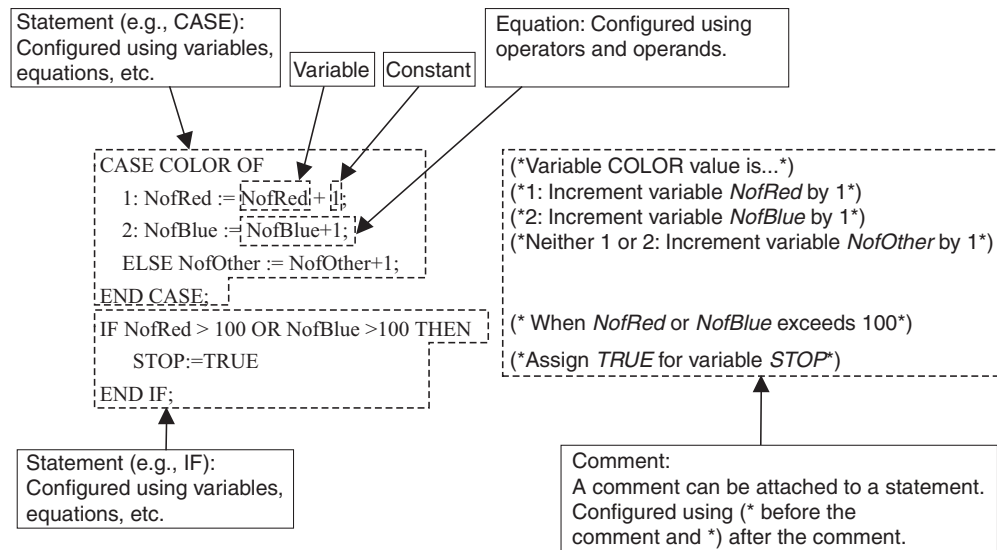 Statement (e.g., CASE):
Configured using variables,
equations, etc.
Variable
Constant
Equation: Configured using
operators and operands.
CASE COLOR OF
1: NofRed := NofRed + 1;
2: NofBlue := NofBlue+1;
ELSE NofOther := NofOther+1;
END CASE;
IF NofRed > 100 OR NofBlue >100 THEN
STOP:=TRUE
END IF;
(*Variable COLOR value is...*)
(*1: Increment variable NofRed by 1*)
(*2: Increment variable NofBlue by 1*)
(*Neither 1 or 2: Increment variable NofOther by 1*)
(* When NofRed or NofBlue exceeds 100*)
(*Assign TRUE for variable STOP*)
Statement (e.g., IF):
Configured using variables,
equations, etc.
Comment:
A comment can be attached to a statement.
Configured using (* before the
comment and *) after the comment.